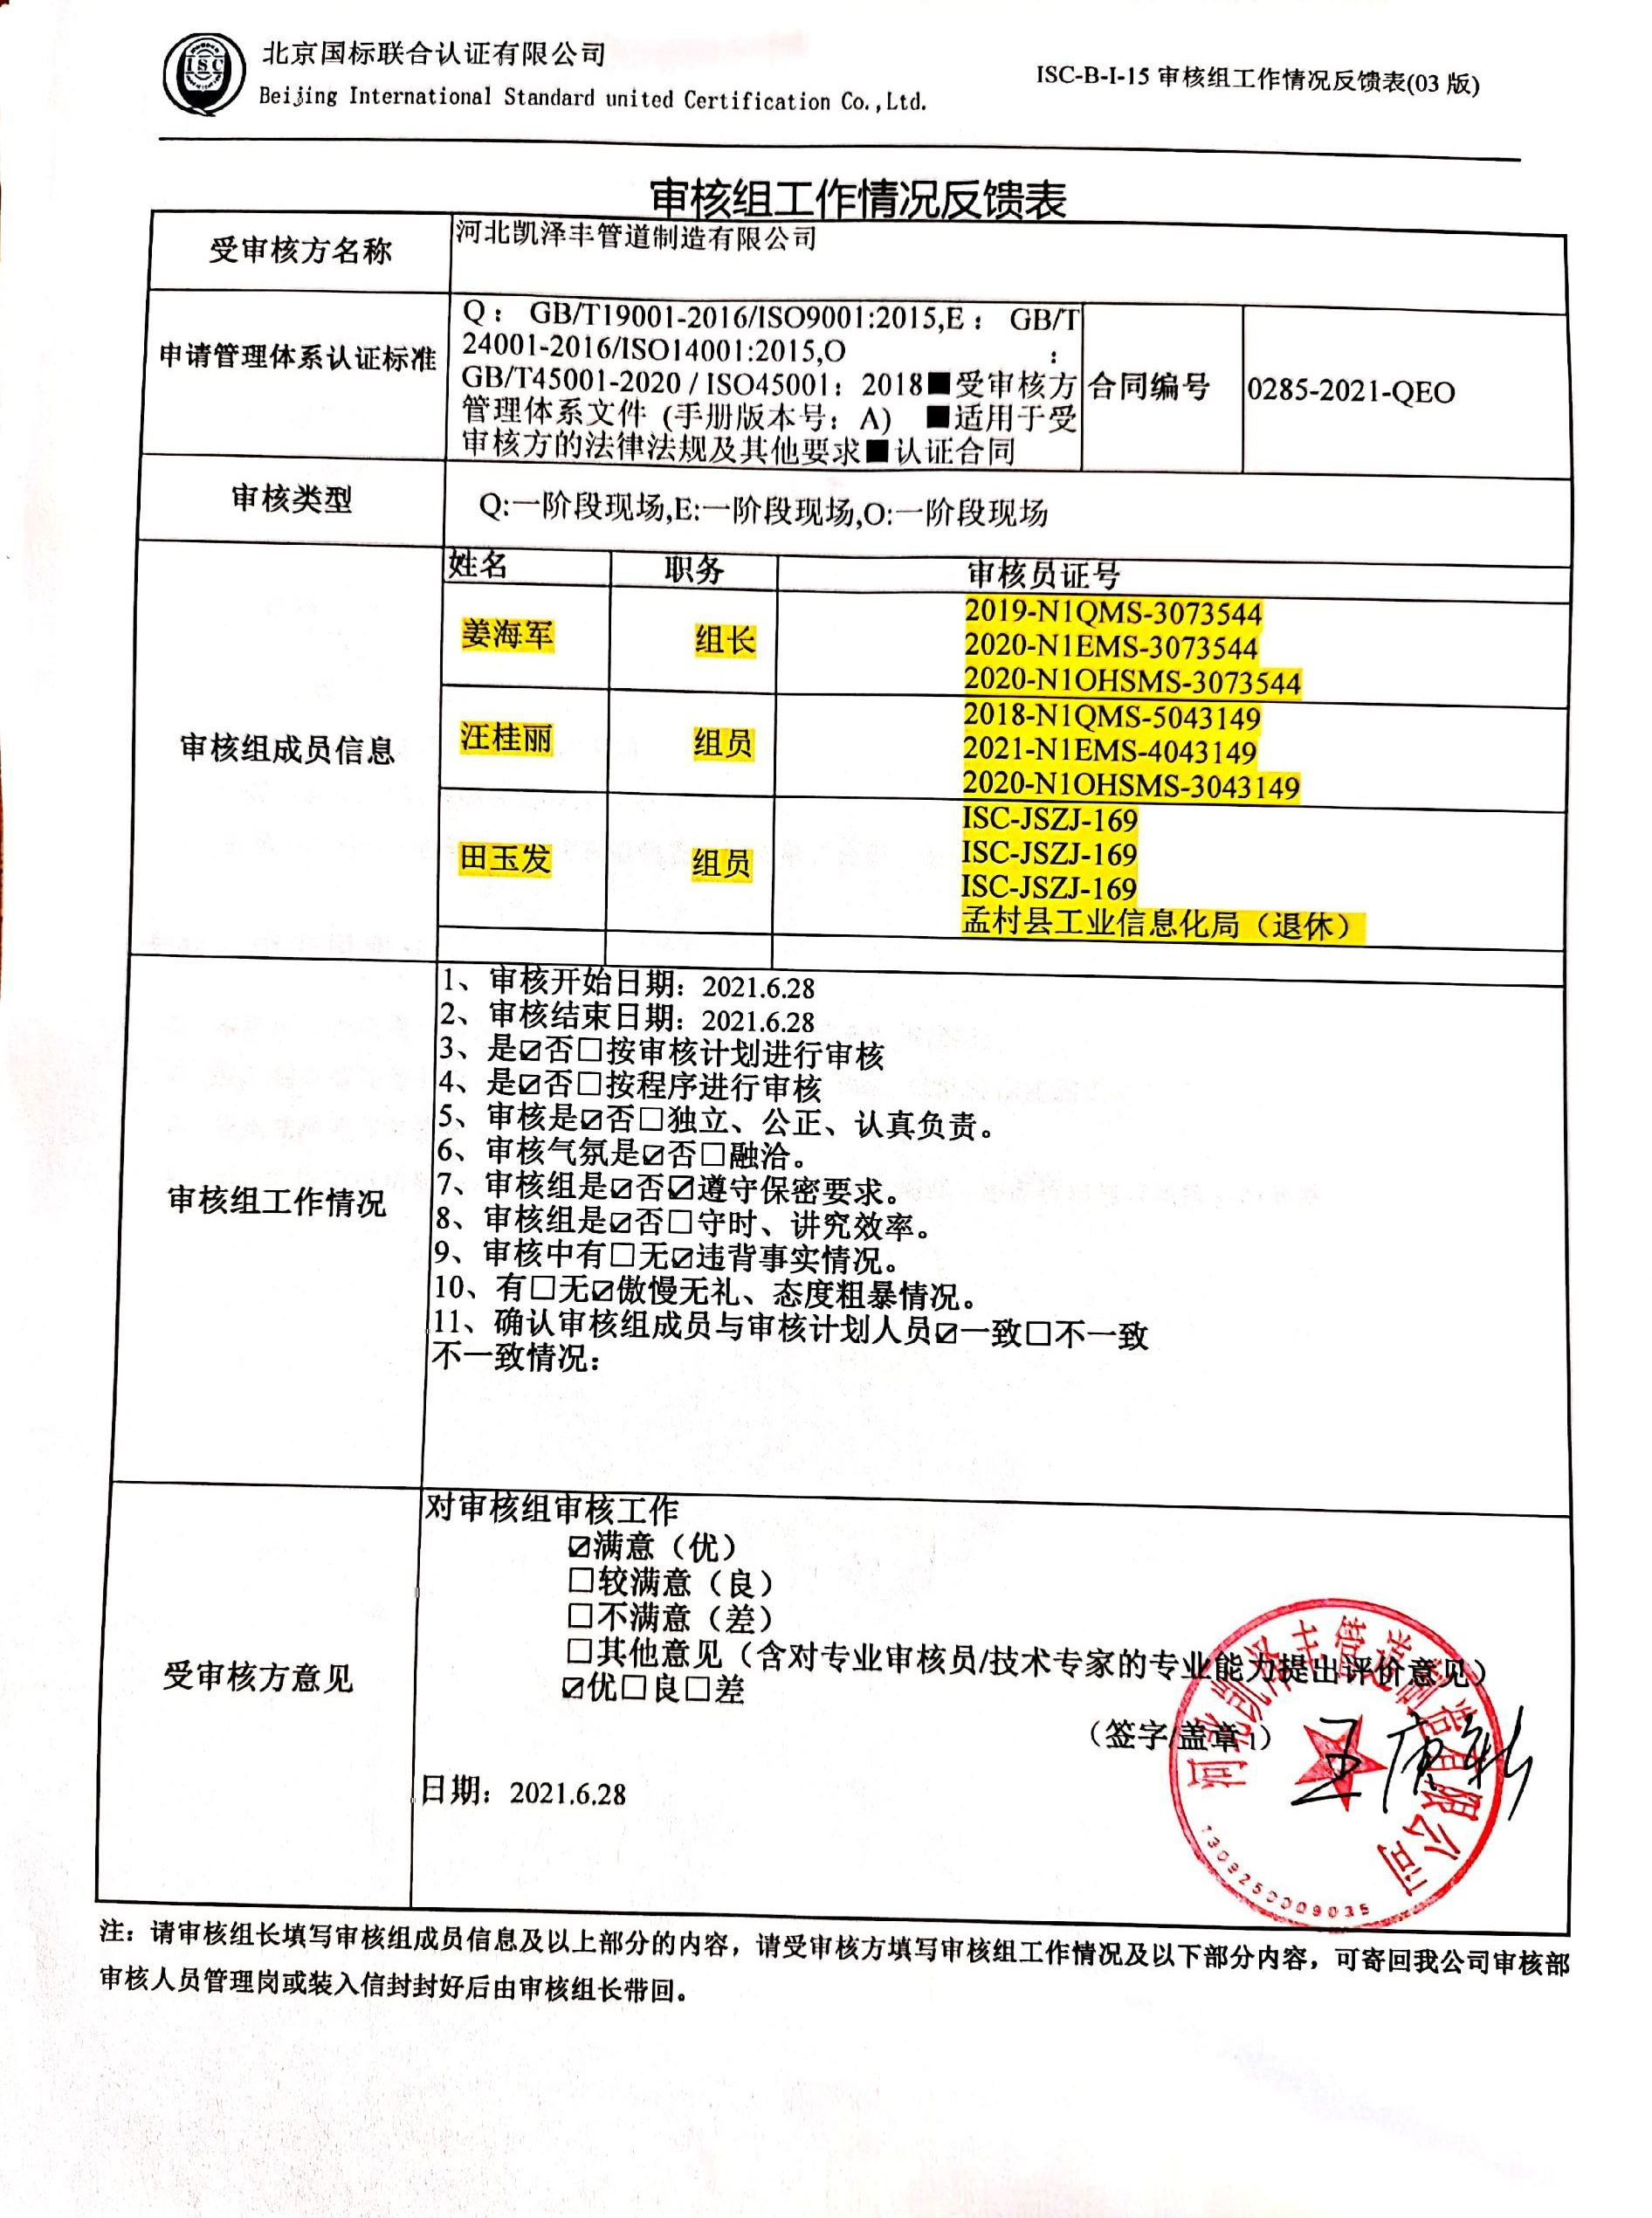 ISC
北京国标联合认证有限公司
Beijing International Standard united Certification Co.,Ltd.
ISC-B-I-15 审核组工作情况反馈表(03 版)
审核组工作情况反馈表
受审核方名称
河北凯泽丰管道制造有限公司
申请管理体系认证标准
Q： GB/T19001-2016/ISO9001:2015,E： GB/T
24001-2016/ISO14001:2015,O ：
GB/T45001-2020 / ISO45001：2018■受审核方
管理体系文件 (手册版本号：A) ■适用于受
审核方的法律法规及其他要求■认证合同
合同编号
0285-2021-QEO
审核类型
Q:一阶段现场,E:一阶段现场,O:一阶段现场
审核组成员信息
姓名 职务 审核员证号
姜海军 组长
2019-N1QMS-3073544
2020-N1EMS-3073544
2020-N1OHSMS-3073544
汪桂丽 组员
2018-N1QMS-5043149
2021-N1EMS-4043149
2020-N1OHSMS-3043149
田玉发 组员
ISC-JSZJ-169
ISC-JSZJ-169
ISC-JSZJ-169
孟村县工业信息化局（退休）
审核组工作情况
1、审核开始日期：2021.6.28
2、审核结束日期：2021.6.28
3、是☑否□按审核计划进行审核
4、是☑否□按程序进行审核
5、审核是☑否□独立、公正、认真负责。
6、审核气氛是☑否□融洽。
7、审核组是☑否☑遵守保密要求。
8、审核组是☑否□守时、讲究效率。
9、审核中有□无☑违背事实情况。
10、有□无☑傲慢无礼、态度粗暴情况。
11、确认审核组成员与审核计划人员☑一致□不一致
不一致情况：
受审核方意见
对审核组审核工作
☑满意（优）
□较满意（良）
□不满意（差）
□其他意见（含对专业审核员/技术专家的专业能力提出评价意见）
☑优□良□差
（签字/盖章）
河北凯泽丰管道制造有限公司
1309250009035
日期：2021.6.28
注：请审核组长填写审核组成员信息及以上部分的内容，请受审核方填写审核组工作情况及以下部分内容，可寄回我公司审核部
审核人员管理岗或装入信封封好后由审核组长带回。